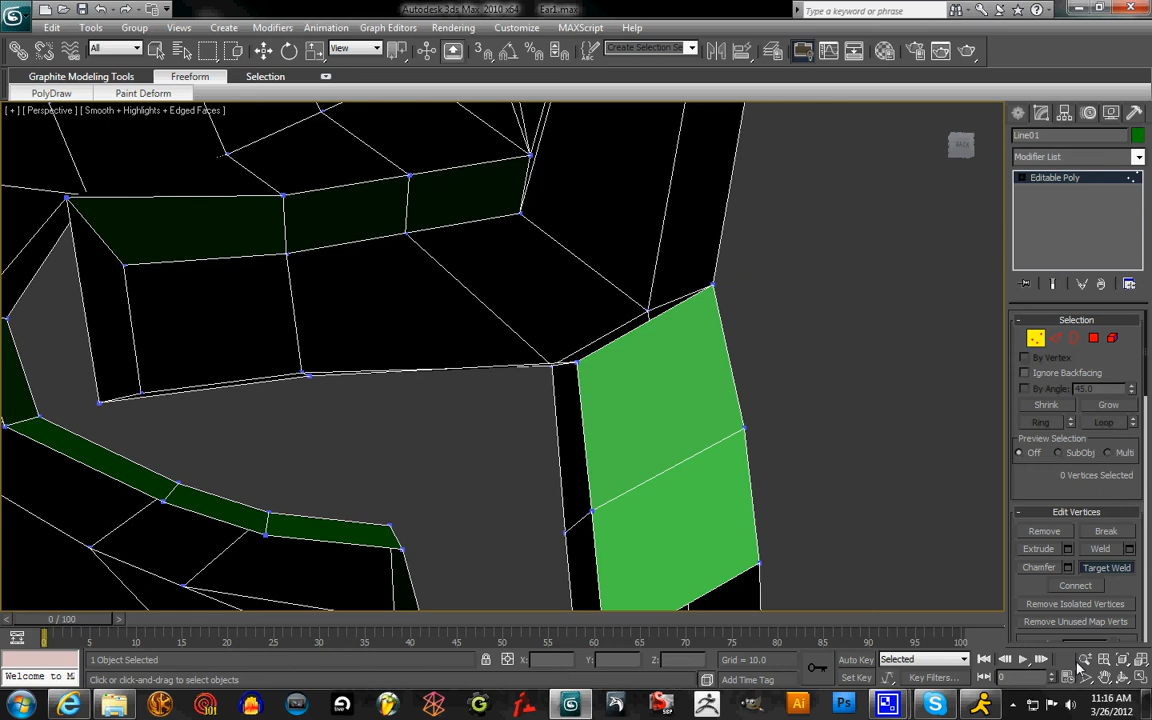 Autodesk 3ds Max 2010 x64 Ear1.max
Type a keyword or phrase
Edit Tools Group Views Create Modifiers Animation Graph Editors Rendering Customize MAXScript Help
All View Create Selection Se
Graphite Modeling Tools Freeform Selection
PolyDraw Paint Deform
[ + ] [ Perspective ] [ Smooth + Highlights + Edged Faces ]
BACK
Line01
Modifier List
Editable Poly
- Selection
By Vertex
Ignore Backfacing
By Angle: 45.0
Shrink Grow
Ring Loop
Preview Selection
Off SubObj Multi
0 Vertices Selected
- Edit Vertices
Remove Break
Extrude Weld
Chamfer Target Weld
Connect
Remove Isolated Vertices
Remove Unused Map Verts
< 0 / 100 >
0 5 10 15 20 25 30 35 40 45 50 55 60 65 70 75 80 85 90 95 100
1 Object Selected X: Y: Z: Grid = 10.0 Auto Key Selected
Welcome to M Click or click-and-drag to select objects Add Time Tag Set Key Key Filters... 0
11:16 AM
3/26/2012